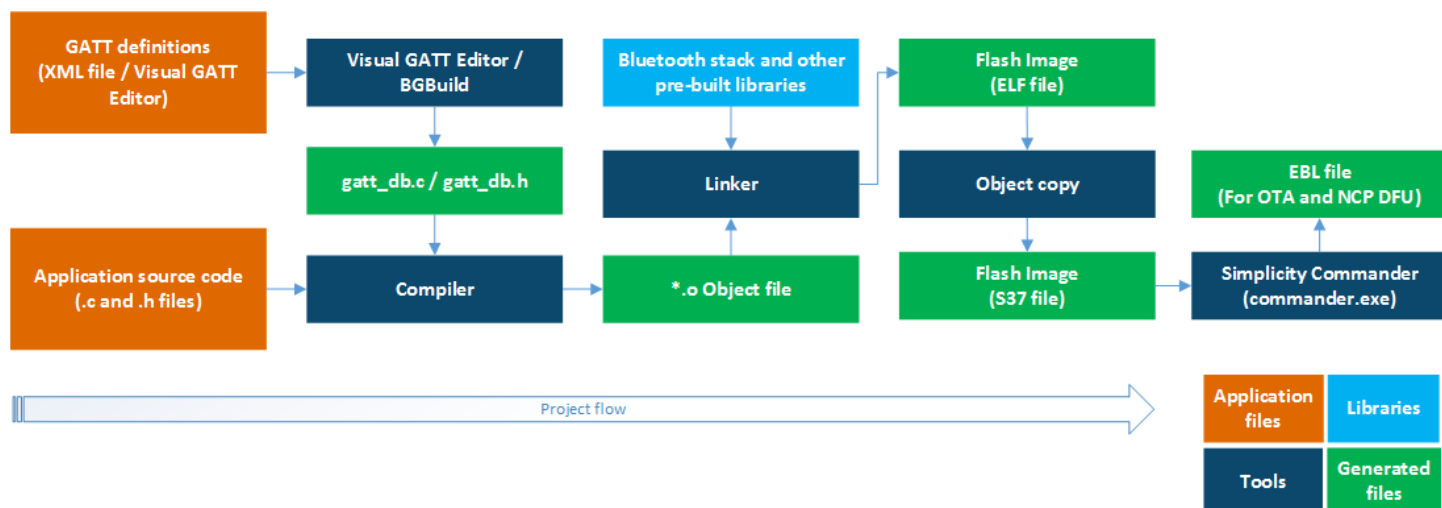 GATT definitions
(XML file / Visual GATT
Editor)
Visual GATT Editor /
BGBuild
Bluetooth stack and other
pre-built libraries
Flash Image
(ELF file)
gatt_db.c / gatt_db.h
Linker
Object copy
EBL file
(For OTA and NCP DFU)
Application source code
(.c and .h files)
Compiler
*.o Object file
Flash Image
(S37 file)
Simplicity Commander
(commander.exe)
Project flow
Application
files
Libraries
Tools
Generated
files